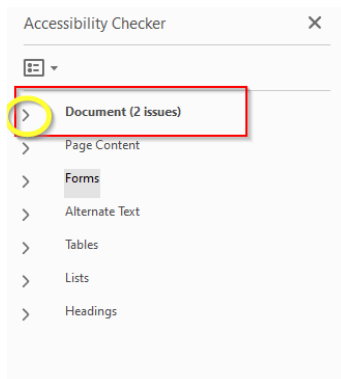 Accessibility Checker
Document (2 issues)
Page Content
Forms
Alternate Text
Tables
Lists
Headings